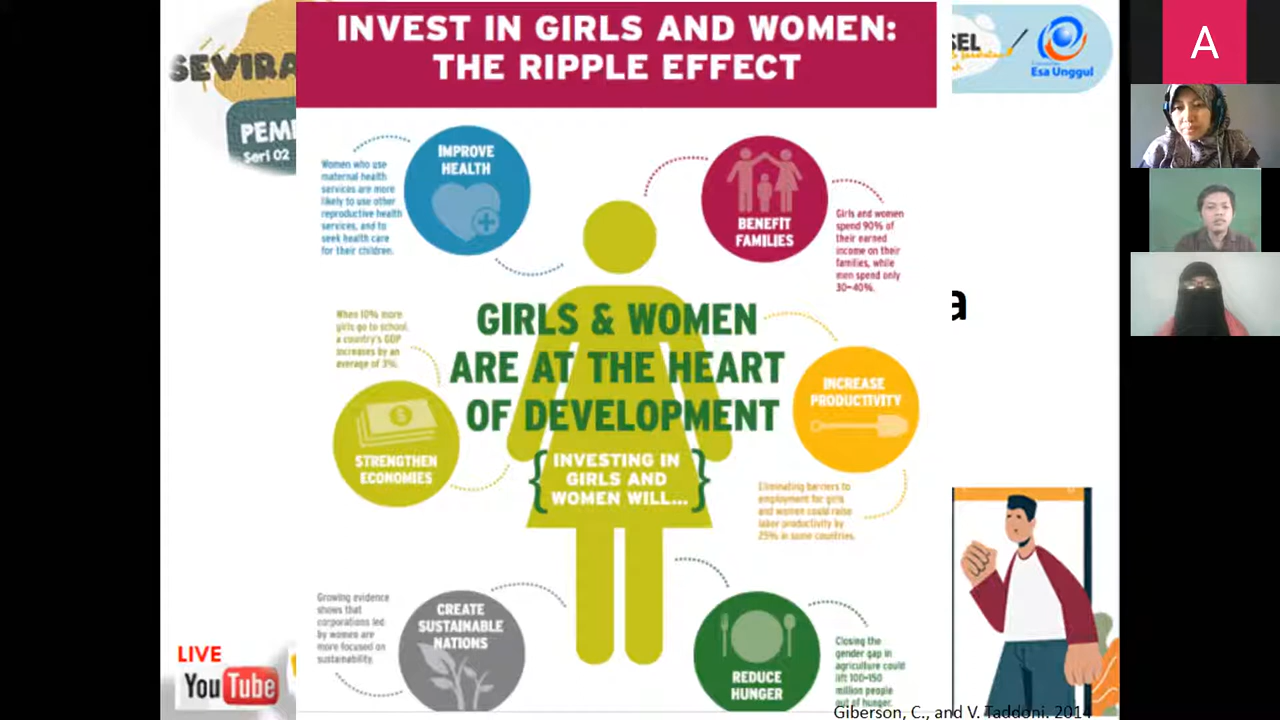 INVEST IN GIRLS AND WOMEN:
THE RIPPLE EFFECT
SEVIRA
PEM
Seri 02
SEL
Esa Unggul
A
IMPROVE
HEALTH
Women who use
maternal health
services are more
likely to use other
reproductive health
services, and to
seek health care
for their children.
BENEFIT
FAMILIES
Girls and women
spend 90% of
their earned
income on their
families, while
men spend only
30–40%.
GIRLS & WOMEN
ARE AT THE HEART
OF DEVELOPMENT
{ INVESTING IN
GIRLS AND
WOMEN WILL... }
a
When 10% more
girls go to school,
a country's GDP
increases by an
average of 3%.
STRENGTHEN
ECONOMIES
INCREASE
PRODUCTIVITY
Eliminating barriers to
employment for girls
and women could raise
labor productivity by
25% in some countries.
Growing evidence
shows that
corporations led
by women are
more focused on
sustainability.
CREATE
SUSTAINABLE
NATIONS
REDUCE
HUNGER
Closing the
gender gap in
agriculture could
lift 100–150
million people
out of hunger.
LIVE
YouTube
Giberson, C., and V. Taddoni. 2014